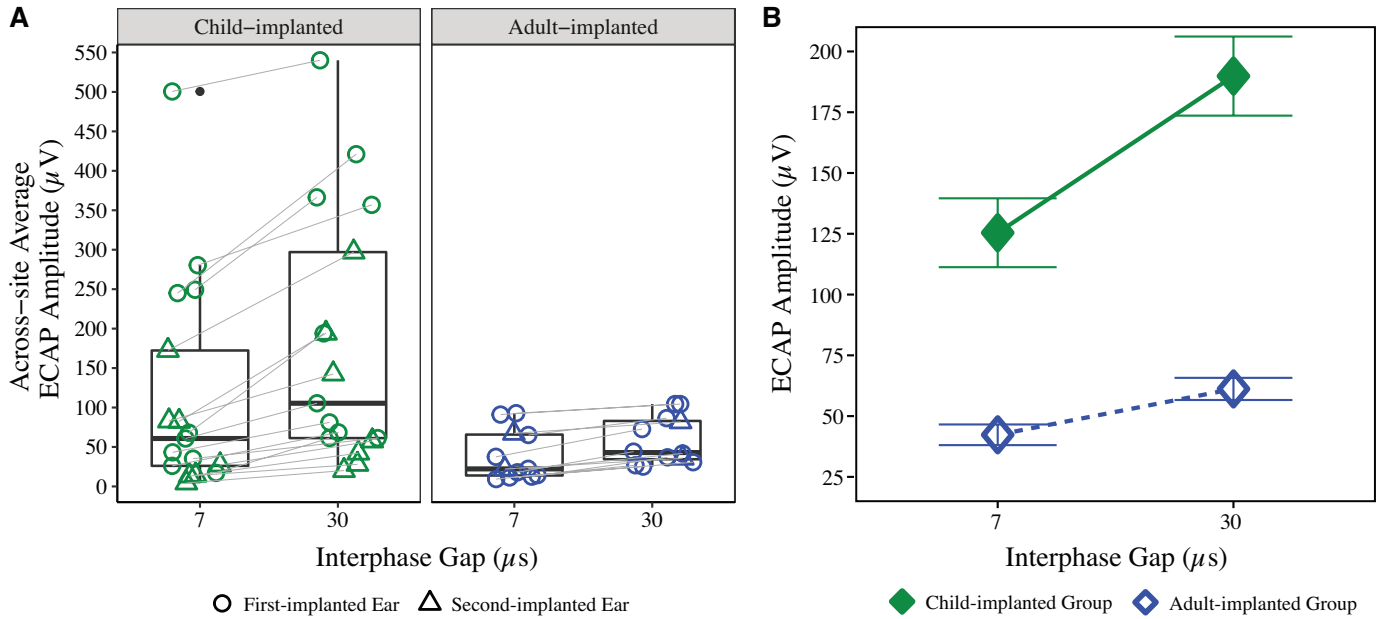 A
Child−implanted
Adult−implanted
Across−site Average
ECAP Amplitude (μV)
550
500
450
400
350
300
250
200
150
100
50
0
7
30
7
30
Interphase Gap (μs)
First-implanted Ear
Second-implanted Ear
B
ECAP Amplitude (μV)
200
175
150
125
100
75
50
25
7
30
Interphase Gap (μs)
Child-implanted Group
Adult-implanted Group